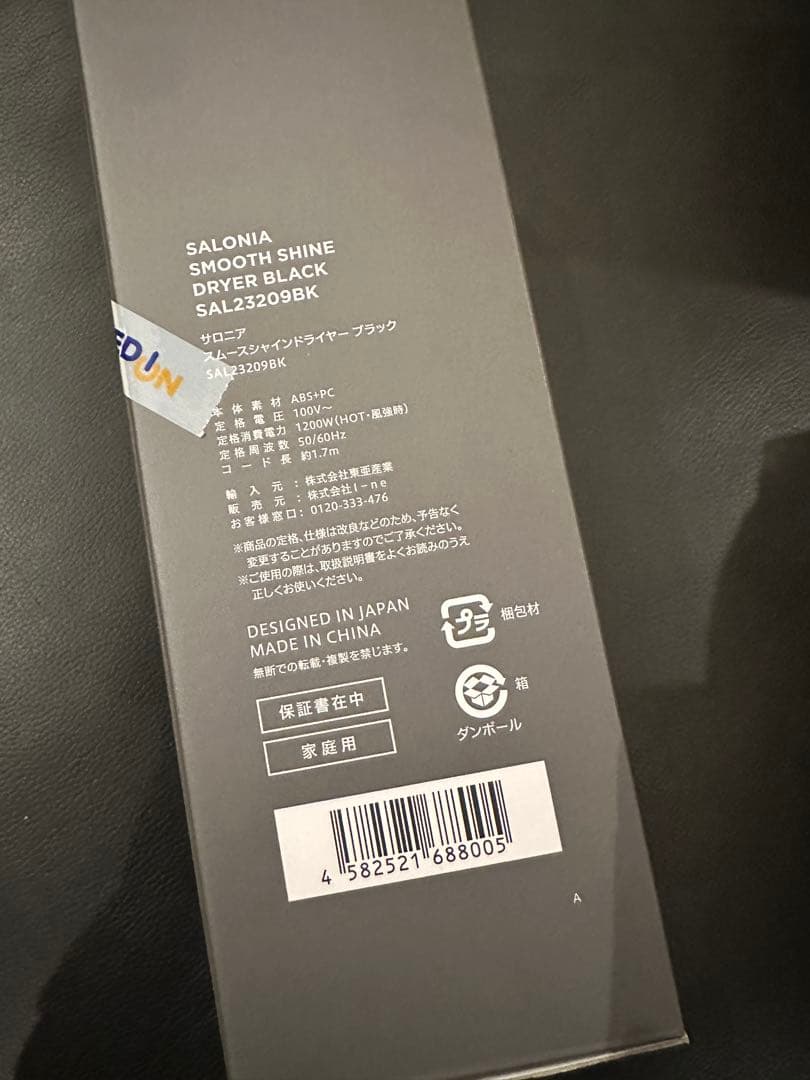 SALONIA
SMOOTH SHINE
DRYER BLACK
SAL23209BK
サロニア
スムースシャインドライヤー ブラック
SAL23209BK
本体素材 ABS+PC
定格電圧 100V～
定格消費電力 1200W(HOT・風強時)
定格周波数 50/60Hz
コード長 約1.7m
輸入元:株式会社東亜産業
販売元:株式会社I-ne
お客様窓口:0120-333-476
※商品の定格、仕様は改良などのため、予告なく
変更することがありますのでご了承ください。
※ご使用の際は、取扱説明書をよくお読みのうえ
正しくお使いください。
DESIGNED IN JAPAN
MADE IN CHINA
無断での転載・複製を禁じます。
保証書在中
家庭用
プラ 梱包材
箱
ダンボール
4 582521 688005
A
EDION